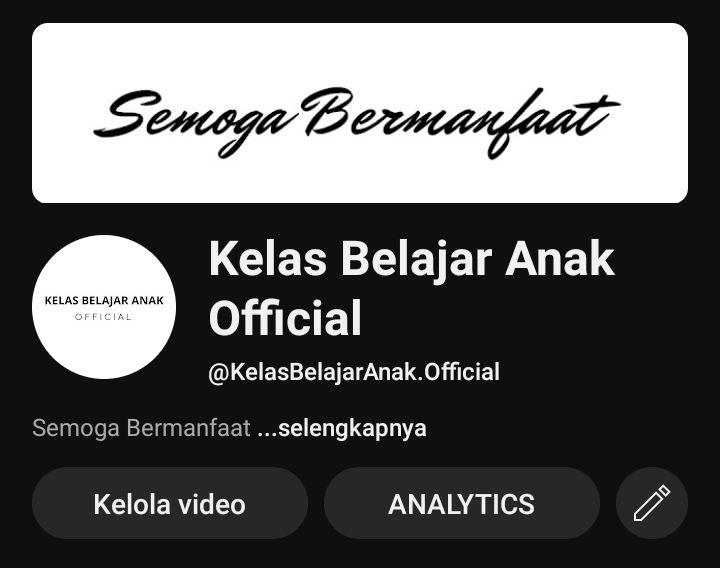 Semoga Bermanfaat
KELAS BELAJAR ANAK
OFFICIAL
Kelas Belajar Anak
Official
@KelasBelajarAnak.Official
Semoga Bermanfaat ...selengkapnya
Kelola video
ANALYTICS